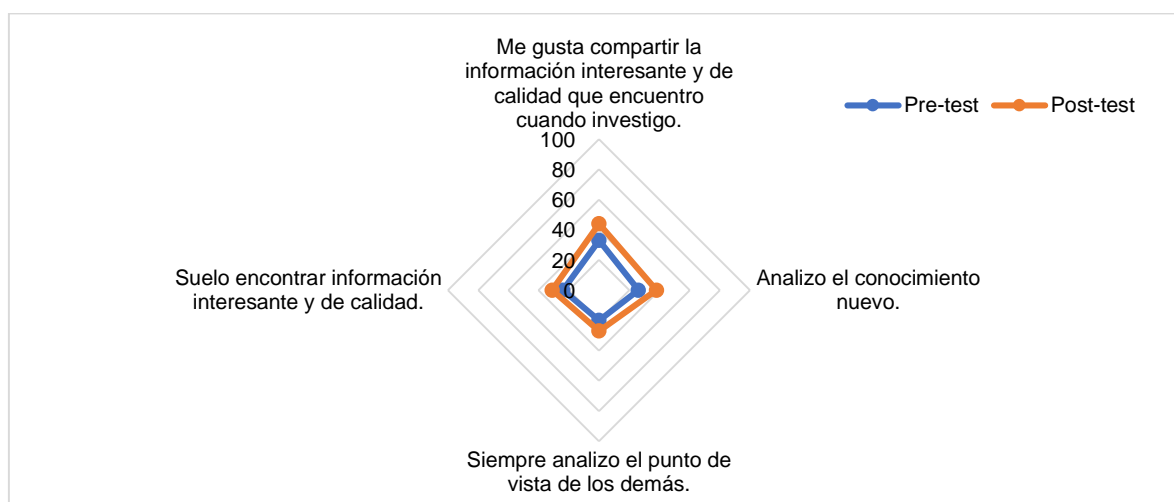 Me gusta compartir la
información interesante y de
calidad que encuentro
cuando investigo.
Pre-test
Post-test
100
80
60
40
20
0
Suelo encontrar información
interesante y de calidad.
Analizo el conocimiento
nuevo.
Siempre analizo el punto de
vista de los demás.